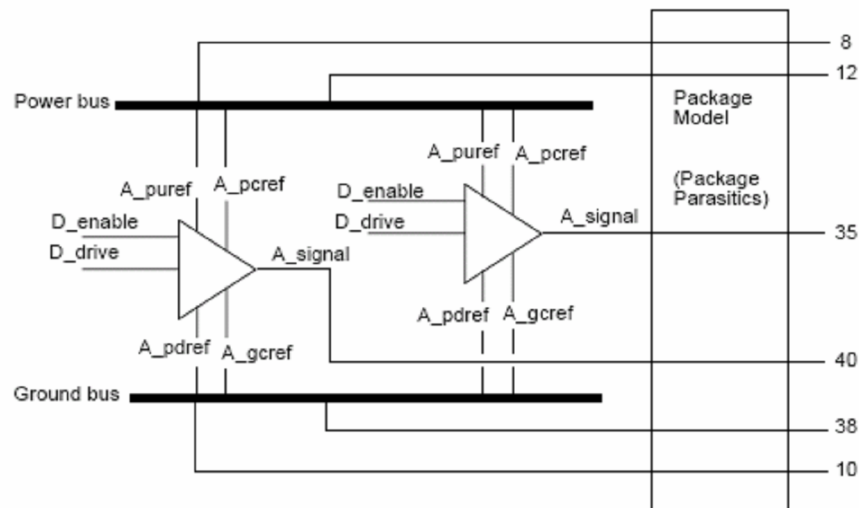 8
12
Power bus
Package
Model
(Package
Parasitics)
A_puref
A_pcref
A_puref
A_pcref
D_enable
D_drive
A_signal
35
D_enable
D_drive
A_signal
A_pdref
A_gcref
A_pdref
A_gcref
40
Ground bus
38
10